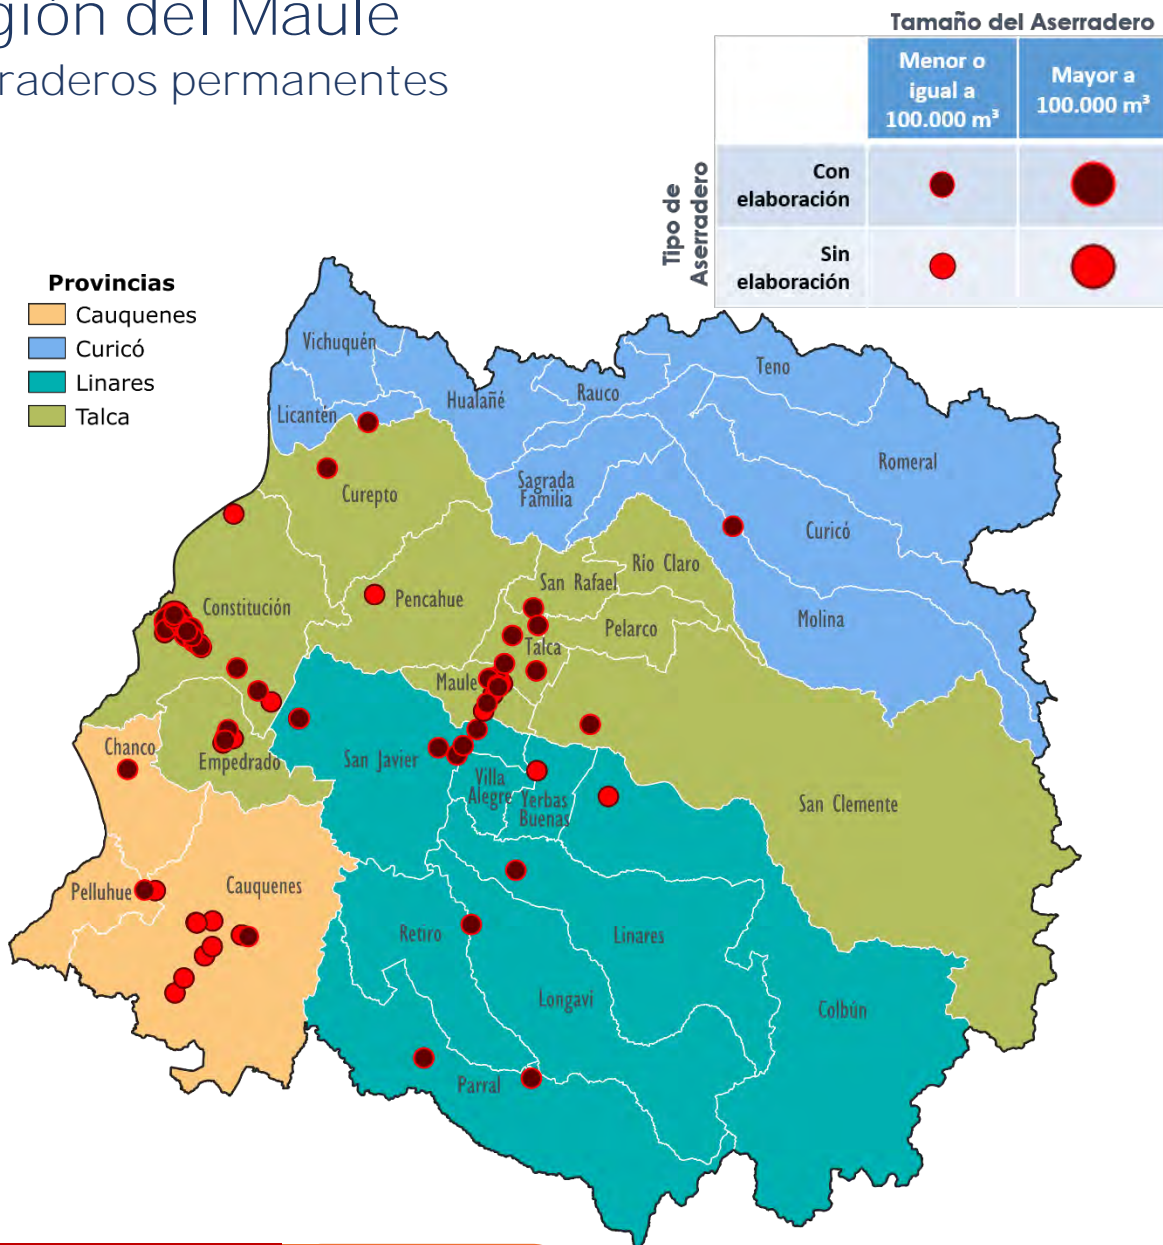 gión del Maule
raderos permanentes
Tamaño del Aserradero
Menor o
igual a
100.000 m³
Mayor a
100.000 m³
Tipo de
Aserradero
Con
elaboración
Sin
elaboración
Provincias
Cauquenes
Curicó
Linares
Talca
Vichuquén
Licantén
Hualañé
Rauco
Teno
Romeral
Sagrada
Familia
Curicó
Molina
Curepto
Constitución
Pencahue
San Rafael
Río Claro
Pelarco
Talca
Maule
Empedrado
San Clemente
Chanco
Pelluhue
Cauquenes
San Javier
Villa
Alegre
Yerbas
Buenas
Retiro
Linares
Longaví
Colbún
Parral